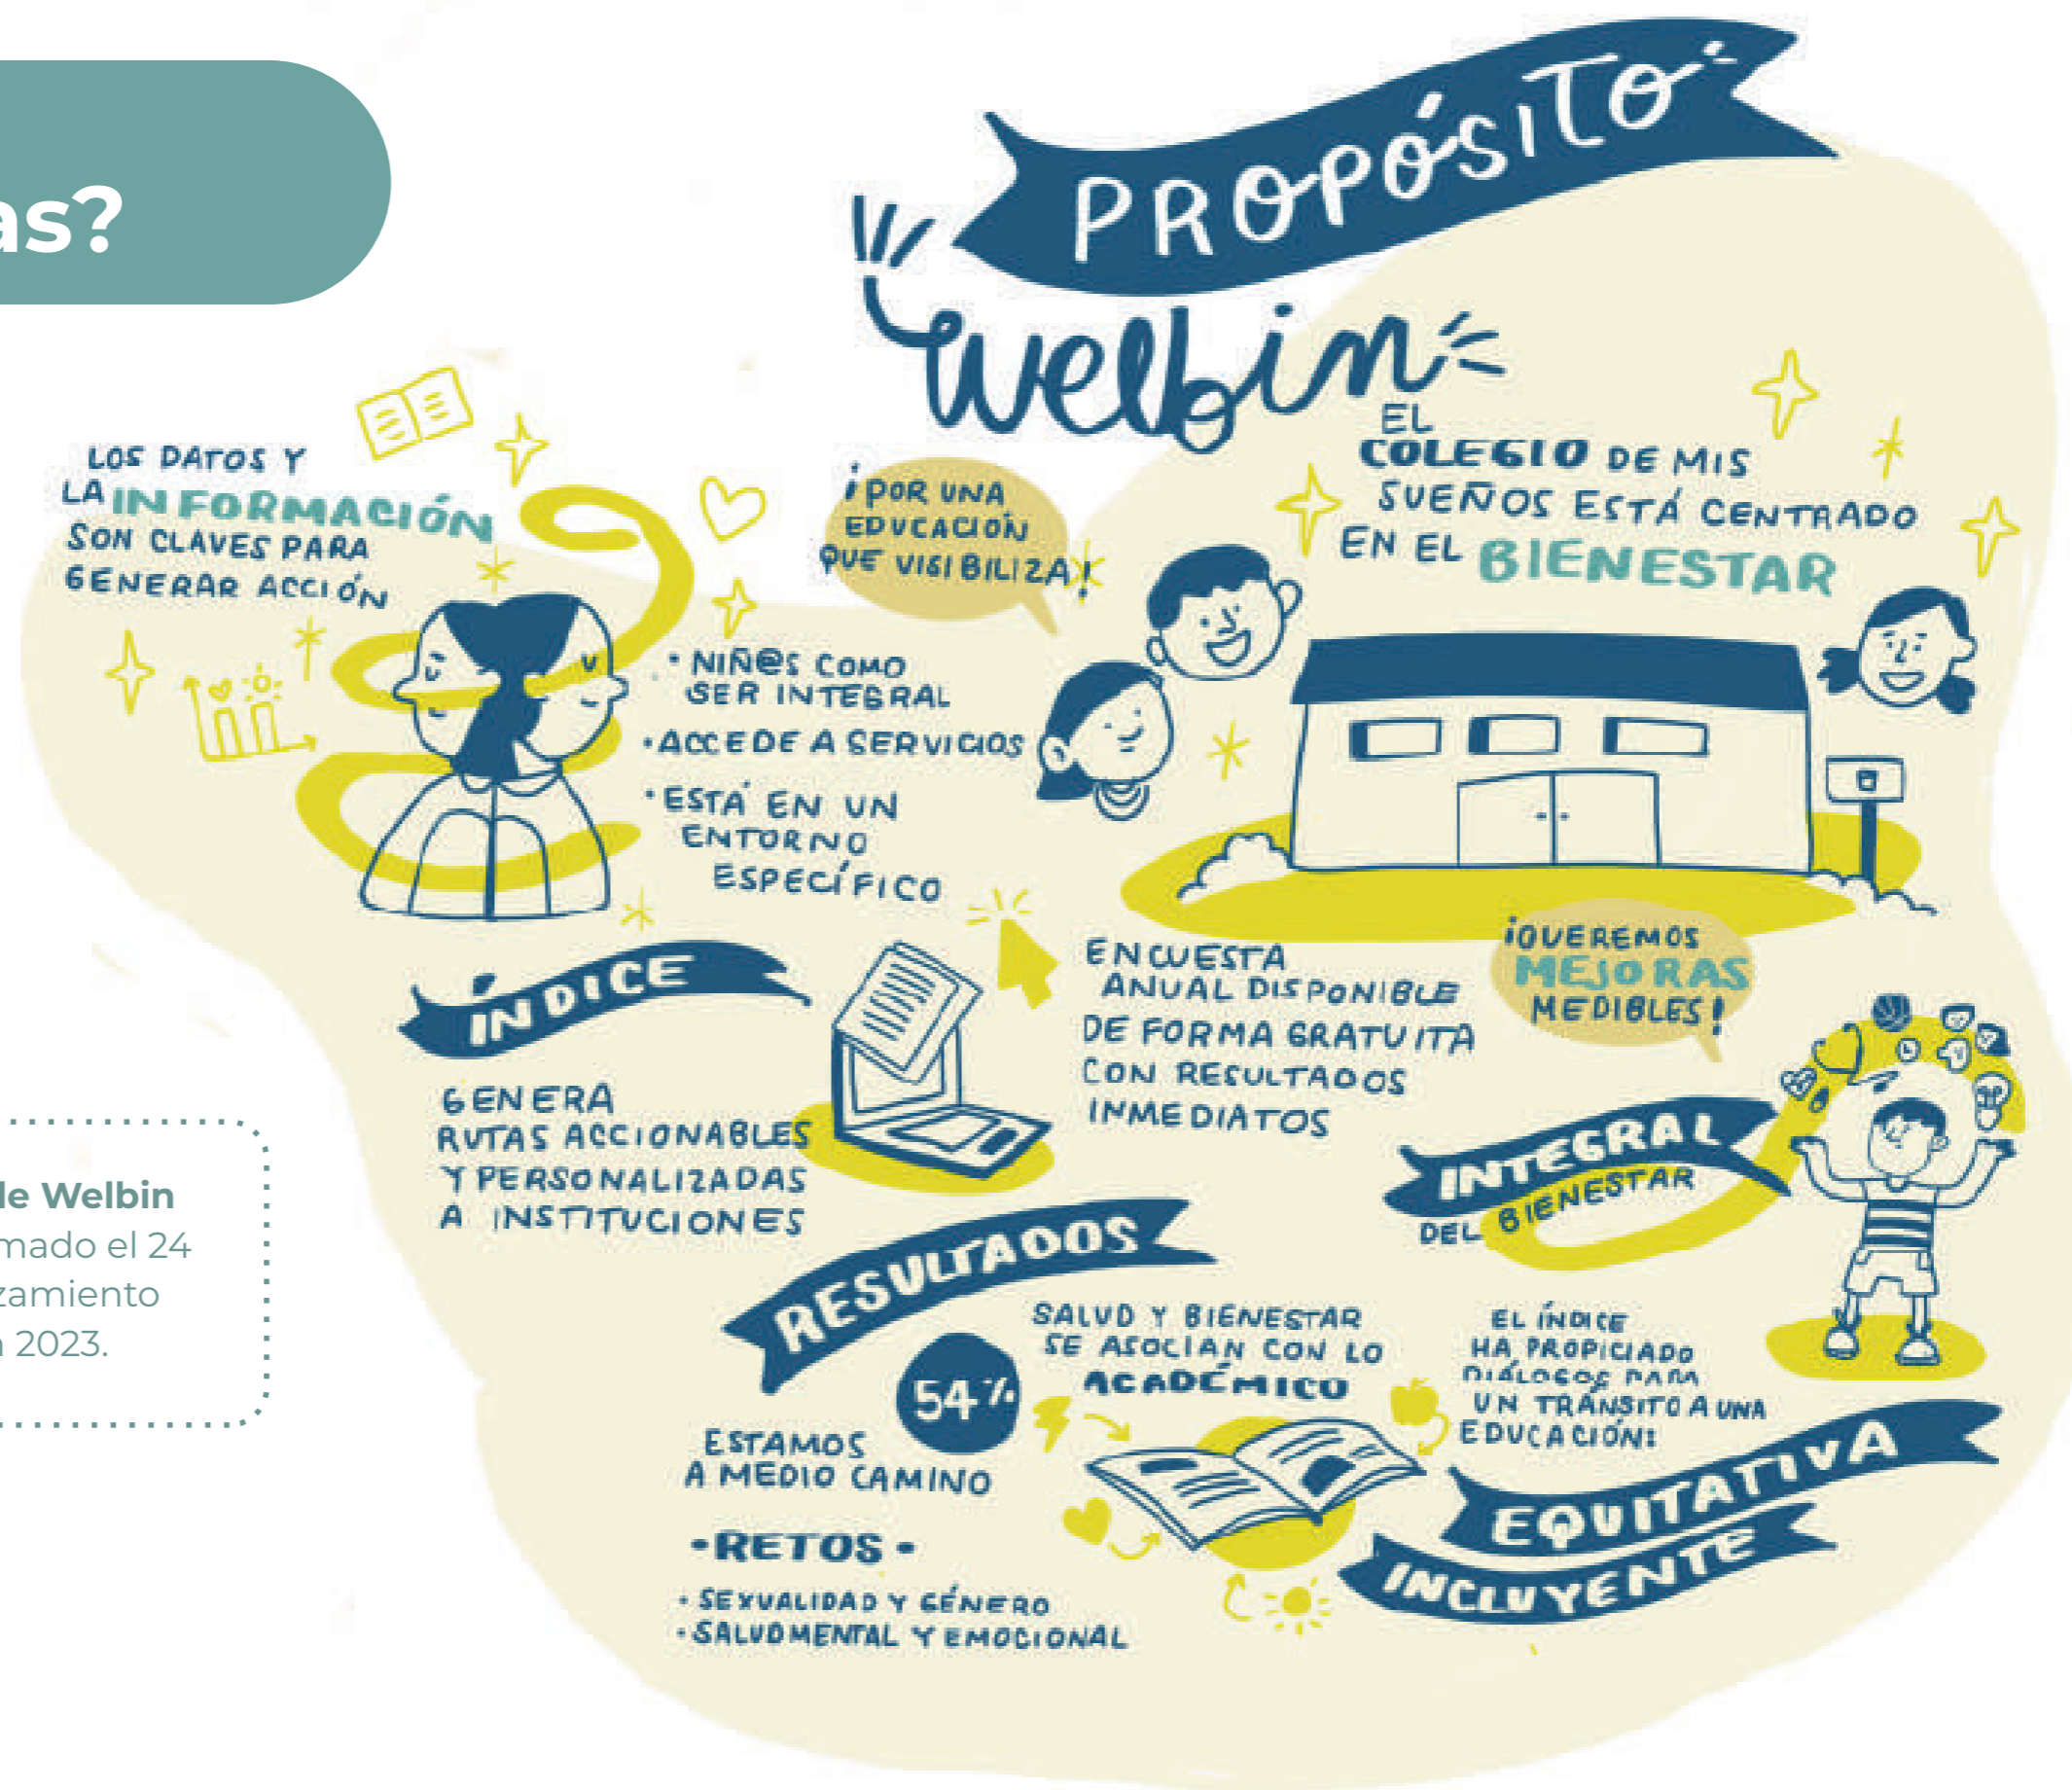 as?
PROPÓSITO
Welbin
LOS DATOS Y
LA INFORMACIÓN
SON CLAVES PARA
GENERAR ACCIÓN
¡POR UNA
EDUCACIÓN
QUE VISIBILIZA!
EL
COLEGIO DE MIS
SUEÑOS ESTÁ CENTRADO
EN EL BIENESTAR
• NIÑ@S COMO
SER INTEGRAL
• ACCEDE A SERVICIOS
• ESTÁ EN UN
ENTORNO
ESPECÍFICO
ÍNDICE
GENERA
RUTAS ACCIONABLES
Y PERSONALIZADAS
A INSTITUCIONES
ENCUESTA
ANUAL DISPONIBLE
DE FORMA GRATUITA
CON RESULTADOS
INMEDIATOS
¡QUEREMOS
MEJORAS
MEDIBLES!
INTEGRAL
DEL BIENESTAR
le Welbin
mado el 24
zamiento
n 2023.
RESULTADOS
54%
ESTAMOS
A MEDIO CAMINO
SALUD Y BIENESTAR
SE ASOCIAN CON LO
ACADÉMICO
EL ÍNDICE
HA PROPICIADO
DIÁLOGOS PARA
UN TRÁNSITO A UNA
EDUCACIÓN:
EQUITATIVA
INCLUYENTE
• RETOS •
• SEXUALIDAD Y GÉNERO
• SALUD MENTAL Y EMOCIONAL